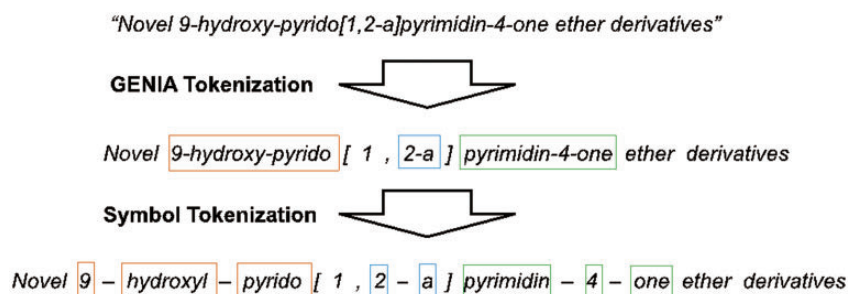 “Novel 9-hydroxy-pyrido[1,2-a]pyrimidin-4-one ether derivatives”
GENIA Tokenization
Novel 9-hydroxy-pyrido [ 1 , 2-a ] pyrimidin-4-one ether derivatives
Symbol Tokenization
Novel 9 – hydroxyl – pyrido [ 1 , 2 – a ] pyrimidin – 4 – one ether derivatives